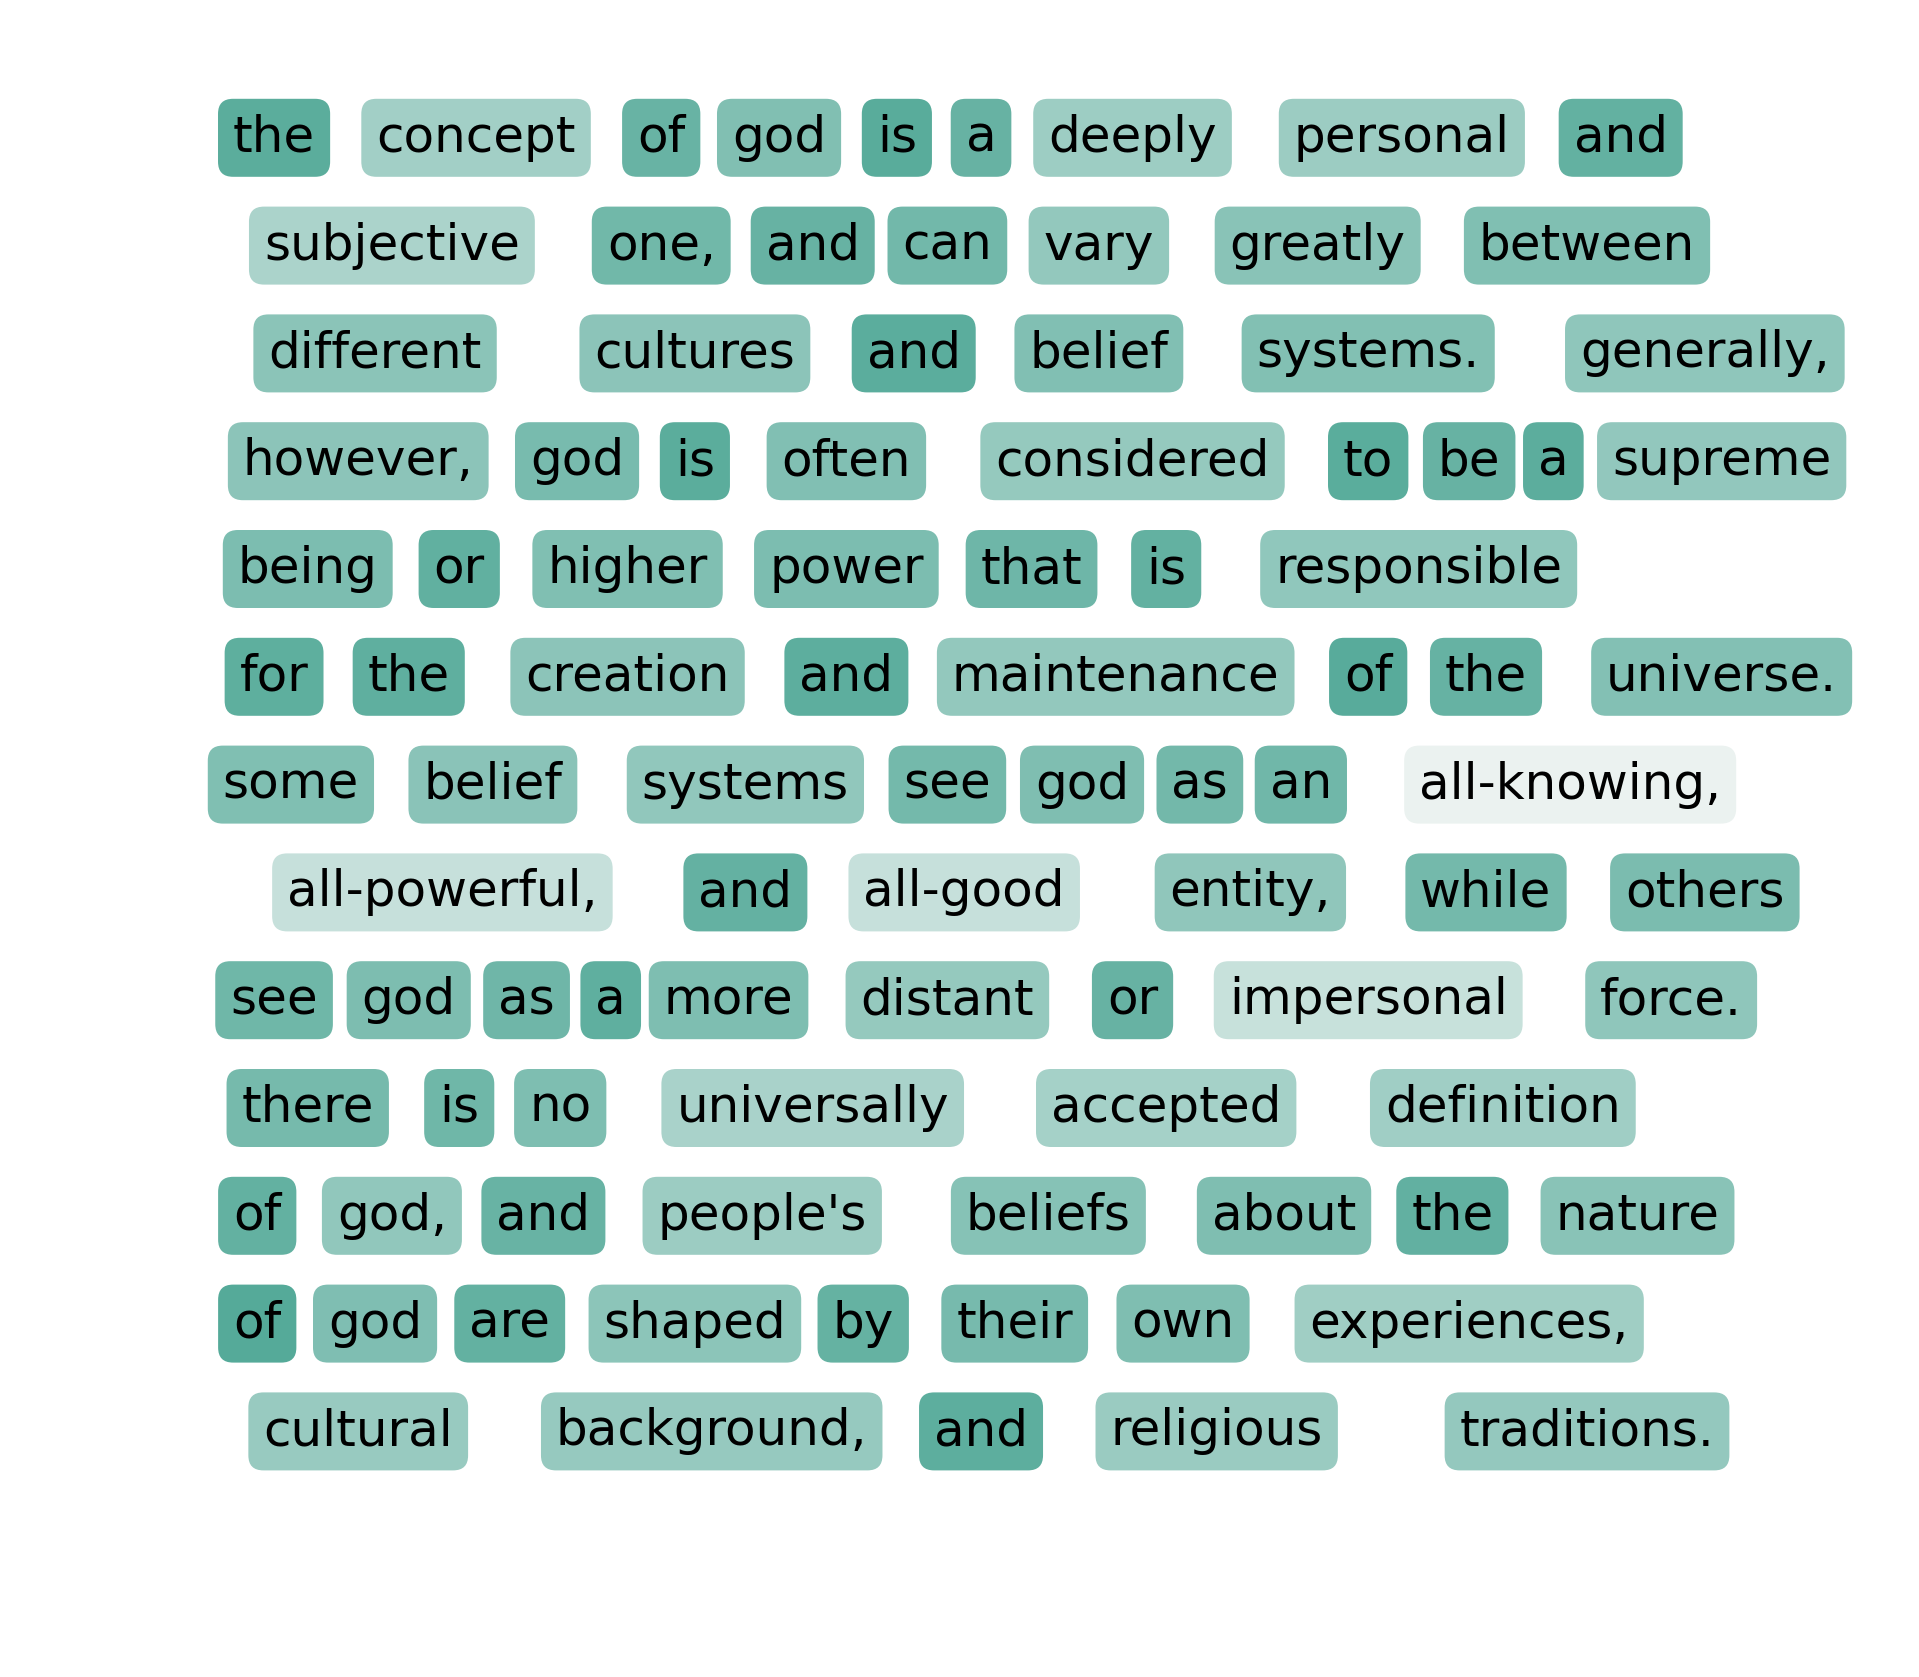 the concept of god is a deeply personal and
subjective one, and can vary greatly between
different cultures and belief systems. generally,
however, god is often considered to be a supreme
being or higher power that is responsible
for the creation and maintenance of the universe.
some belief systems see god as an all-knowing,
all-powerful, and all-good entity, while others
see god as a more distant or impersonal force.
there is no universally accepted definition
of god, and people's beliefs about the nature
of god are shaped by their own experiences,
cultural background, and religious traditions.